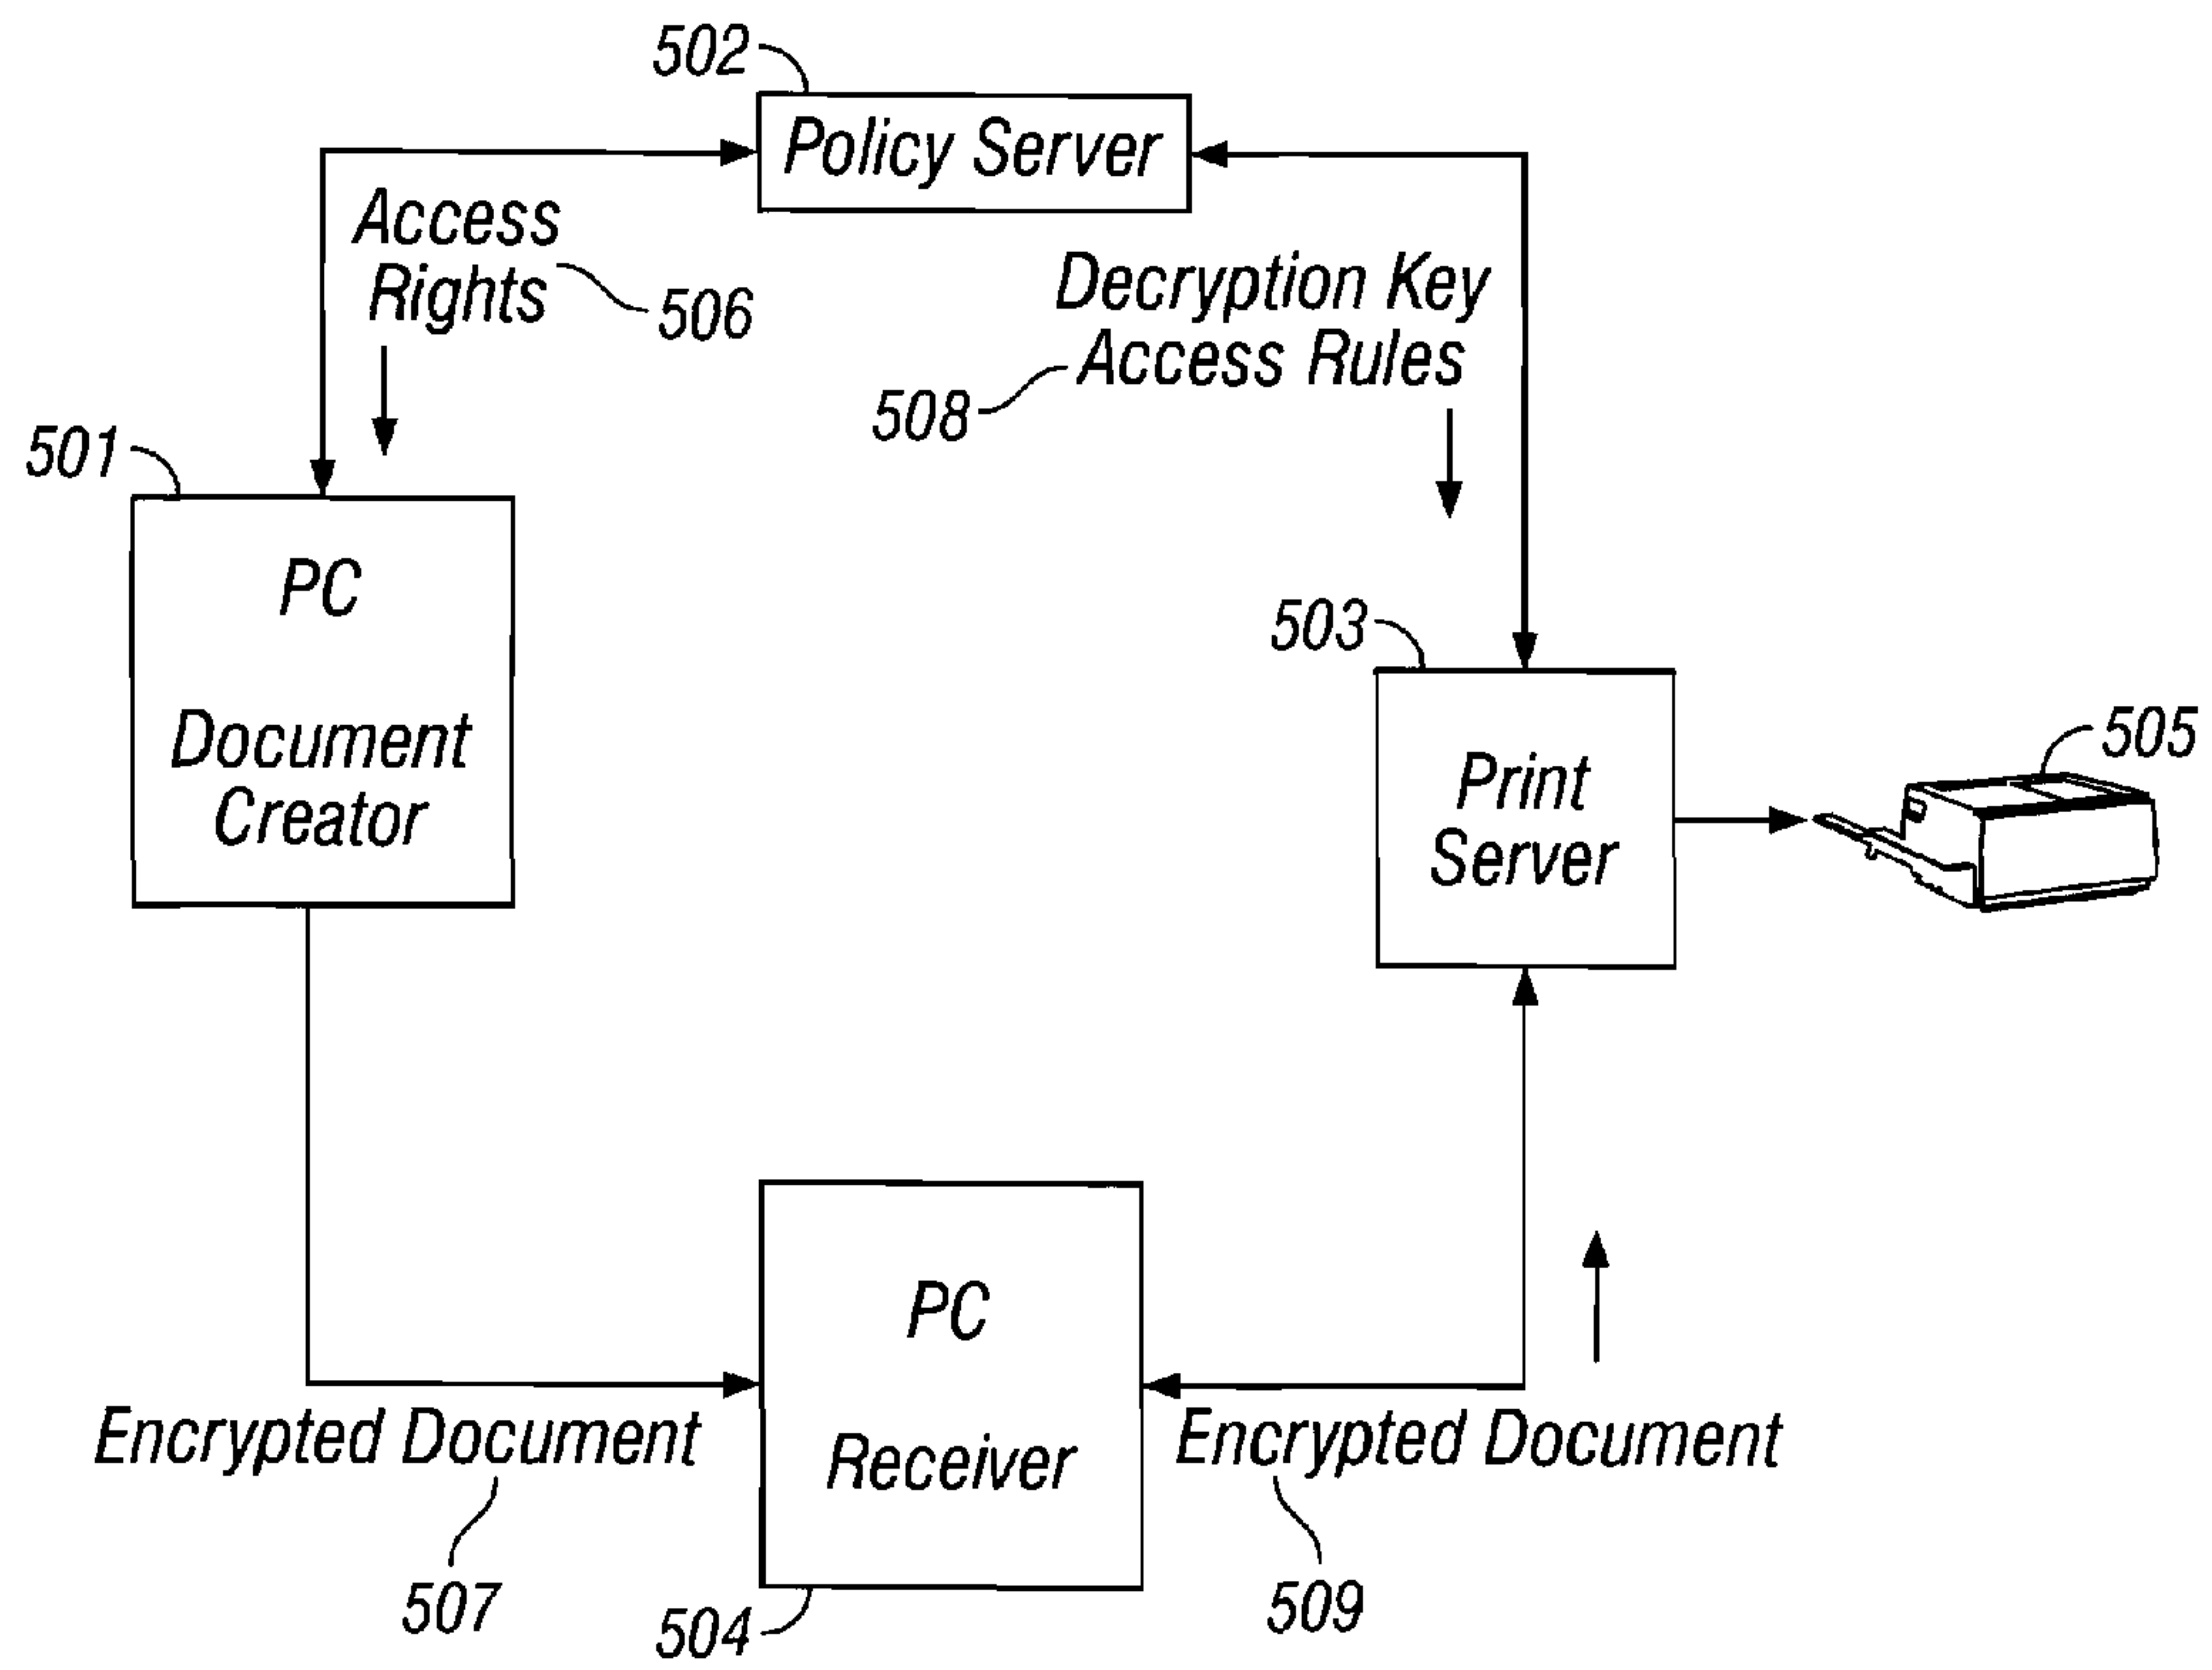 502
Policy Server
Access
Rights
506
Decryption Key
Access Rules
508
501
PC
Document
Creator
503
Print
Server
505
PC
Receiver
Encrypted Document
507
504
Encrypted Document
509